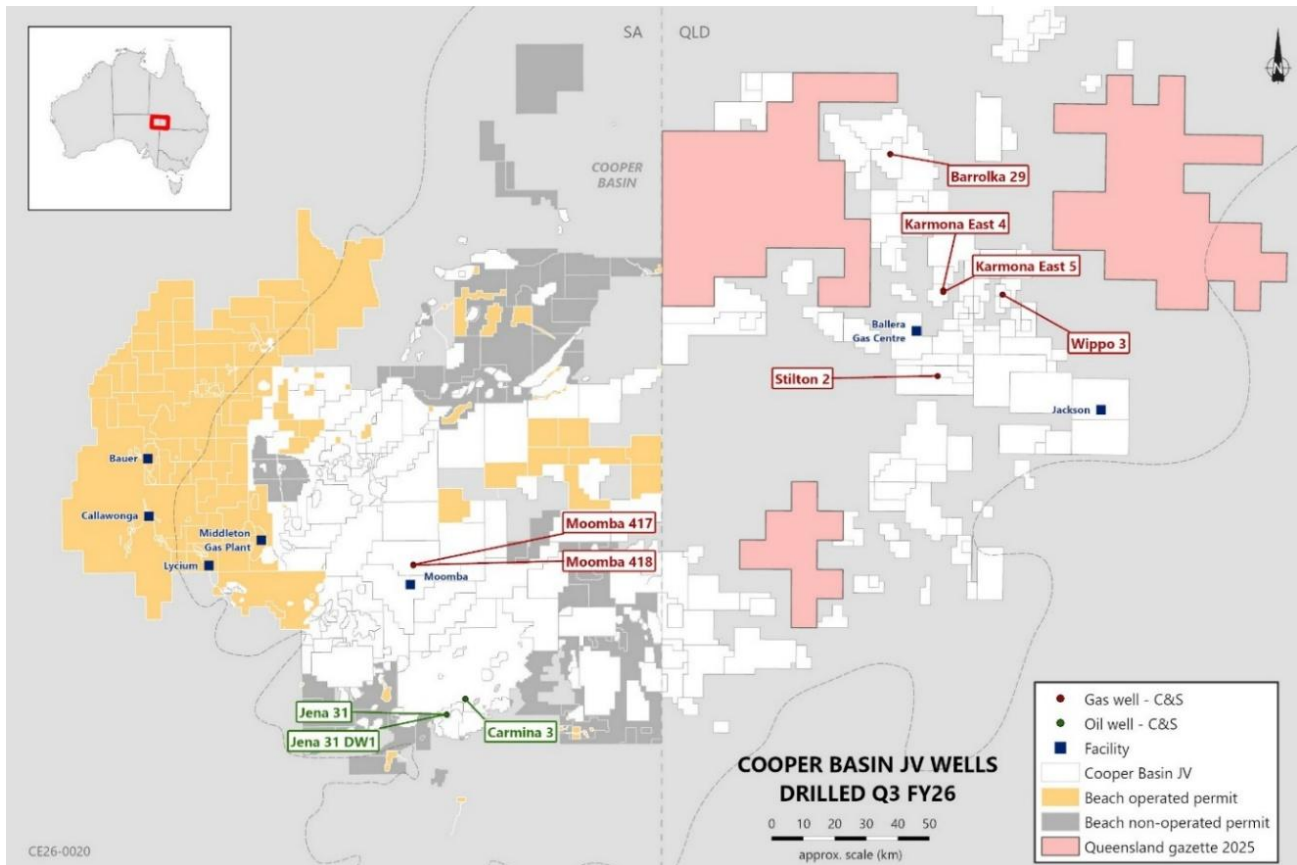 SA
QLD
N
COOPER
BASIN
Barrolka 29
Karmona East 4
Karmona East 5
Ballera
Gas Centre
Wippo 3
Stilton 2
Jackson
Bauer
Callawonga
Middleton
Gas Plant
Lycium
Moomba 417
Moomba 418
Moomba
Jena 31
Jena 31 DW1
Carmina 3
COOPER BASIN JV WELLS
DRILLED Q3 FY26
0 10 20 30 40 50
approx. scale (km)
Gas well - C&S
Oil well - C&S
Facility
Cooper Basin JV
Beach operated permit
Beach non-operated permit
Queensland gazette 2025
CE26-0020